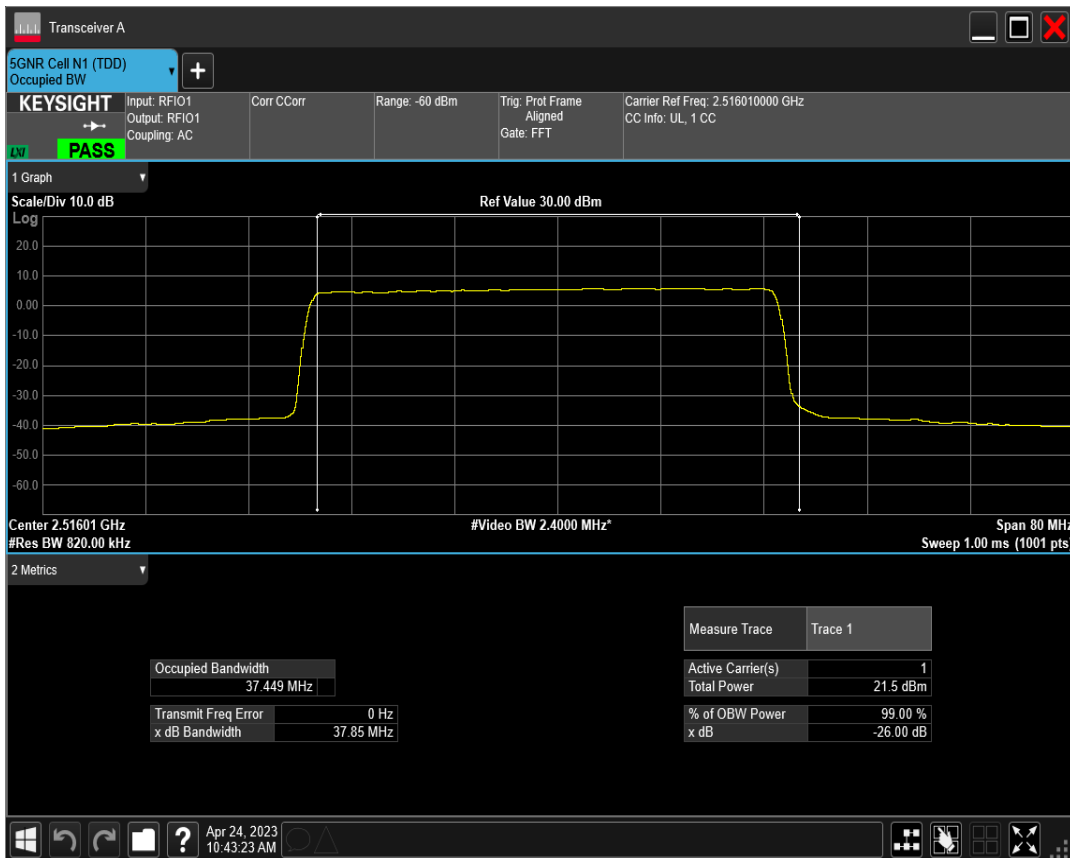 Transceiver A
5GNR Cell N1 (TDD)
Occupied BW
+
KEYSIGHT
LXI
PASS
Input: RFIO1
Output: RFIO1
Coupling: AC
Corr CCorr
Range: -60 dBm
Trig: Prot Frame
Aligned
Gate: FFT
Carrier Ref Freq: 2.516010000 GHz
CC Info: UL, 1 CC
1 Graph
Scale/Div 10.0 dB
Ref Value 30.00 dBm
Log
20.0
10.0
0.00
-10.0
-20.0
-30.0
-40.0
-50.0
-60.0
Center 2.51601 GHz
#Video BW 2.4000 MHz*
Span 80 MHz
#Res BW 820.00 kHz
Sweep 1.00 ms (1001 pts)
2 Metrics
Measure Trace Trace 1
Occupied Bandwidth
37.449 MHz
Active Carrier(s) 1
Total Power 21.5 dBm
Transmit Freq Error 0 Hz
x dB Bandwidth 37.85 MHz
% of OBW Power 99.00 %
x dB -26.00 dB
?
Apr 24, 2023
10:43:23 AM